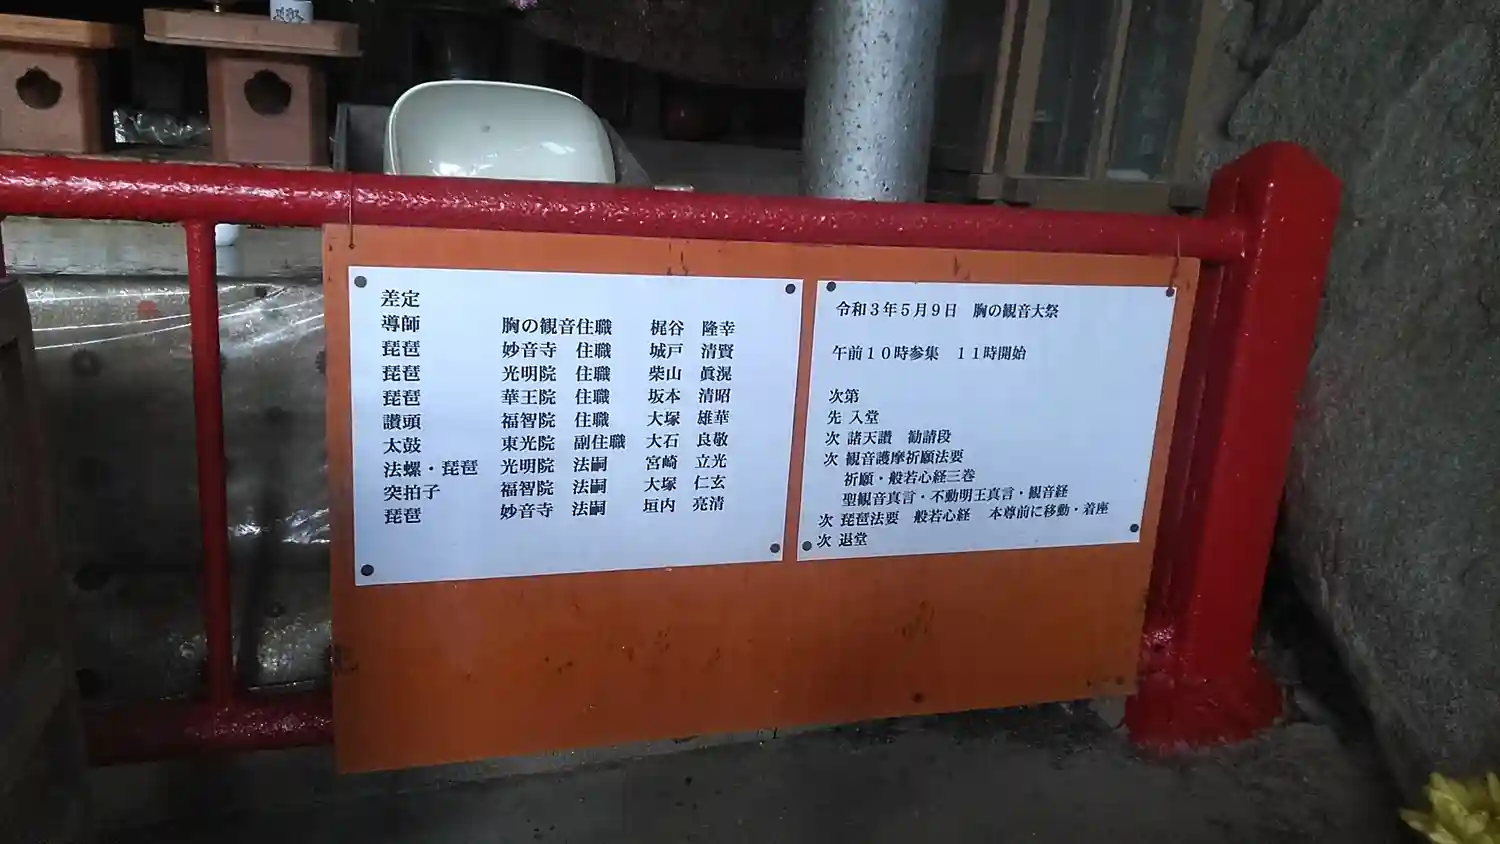 差定
導師 胸の観音住職 梶谷 隆幸
琵琶 妙音寺 住職 城戸 清賢
琵琶 光明院 住職 柴山 眞滉
琵琶 華王院 住職 坂本 清昭
讃頭 福智院 住職 大塚 雄華
太鼓 東光院 副住職 大石 良敬
法螺・琵琶 光明院 法嗣 宮崎 立光
突拍子 福智院 法嗣 大塚 仁玄
琵琶 妙音寺 法嗣 垣内 亮清
令和3年5月9日 胸の観音大祭
午前10時参集 11時開始
次第
先 入堂
次 諸天讃 勧請段
次 観音護摩祈願法要
祈願・般若心経三巻
聖観音真言・不動明王真言・観音経
次 琵琶法要 般若心経 本尊前に移動・着座
次 退堂